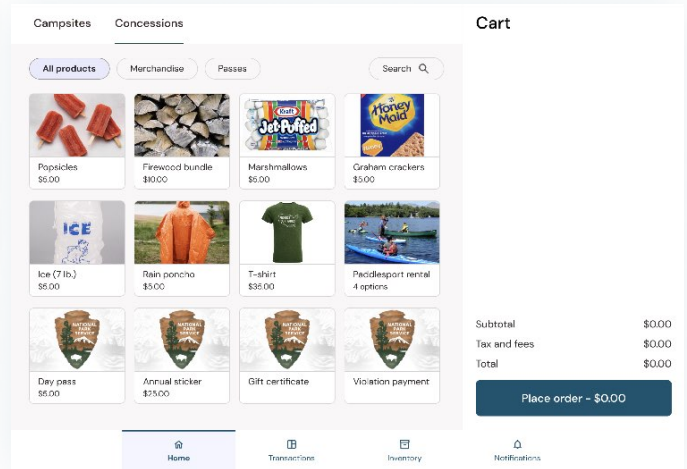 Campsites Concessions
Cart
All products Merchandise Passes Search
Kraft
Jet-Puffed
Honey
Maid
Popsicles Firewood bundle Marshmallows Graham crackers
$5.00 $10.00 $5.00 $5.00
ICE
Ice (7 lb.) Rain poncho T-shirt Paddlesport rental
$5.00 $5.00 $35.00 4 options
NATIONAL
PARK
SERVICE
NATIONAL
PARK
SERVICE
NATIONAL
PARK
SERVICE
NATIONAL
PARK
SERVICE
Day pass Annual sticker Gift certificate Violation payment
$5.00 $25.00
Subtotal $0.00
Tax and fees $0.00
Total $0.00
Place order - $0.00
Home Transactions Inventory Notifications